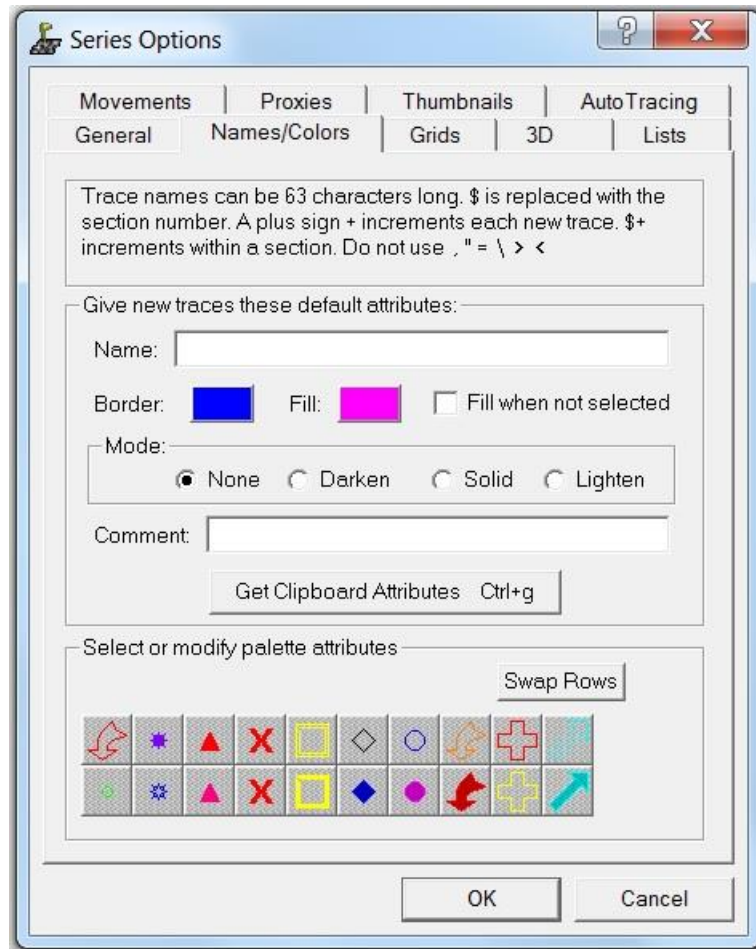 Series Options
Movements Proxies Thumbnails AutoTracing
General Names/Colors Grids 3D Lists
Trace names can be 63 characters long. $ is replaced with the
section number. A plus sign + increments each new trace. $+
increments within a section. Do not use , " = \ > <
Give new traces these default attributes:
Name:
Border: Fill: Fill when not selected
Mode:
None Darken Solid Lighten
Comment:
Get Clipboard Attributes Ctrl+g
Select or modify palette attributes
Swap Rows
OK Cancel